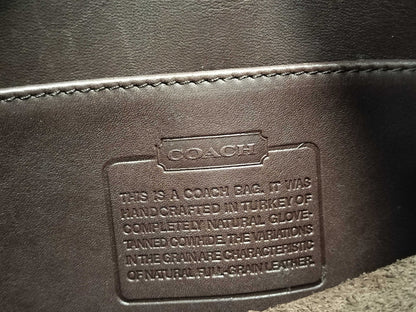 COACH
THIS IS A COACH BAG. IT WAS
HANDCRAFTED IN TURKEY OF
COMPLETELY NATURAL GLOVE-
TANNED COWHIDE. THE VARIATIONS
IN THE GRAIN ARE CHARACTERISTIC
OF NATURAL FULL-GRAIN LEATHER.